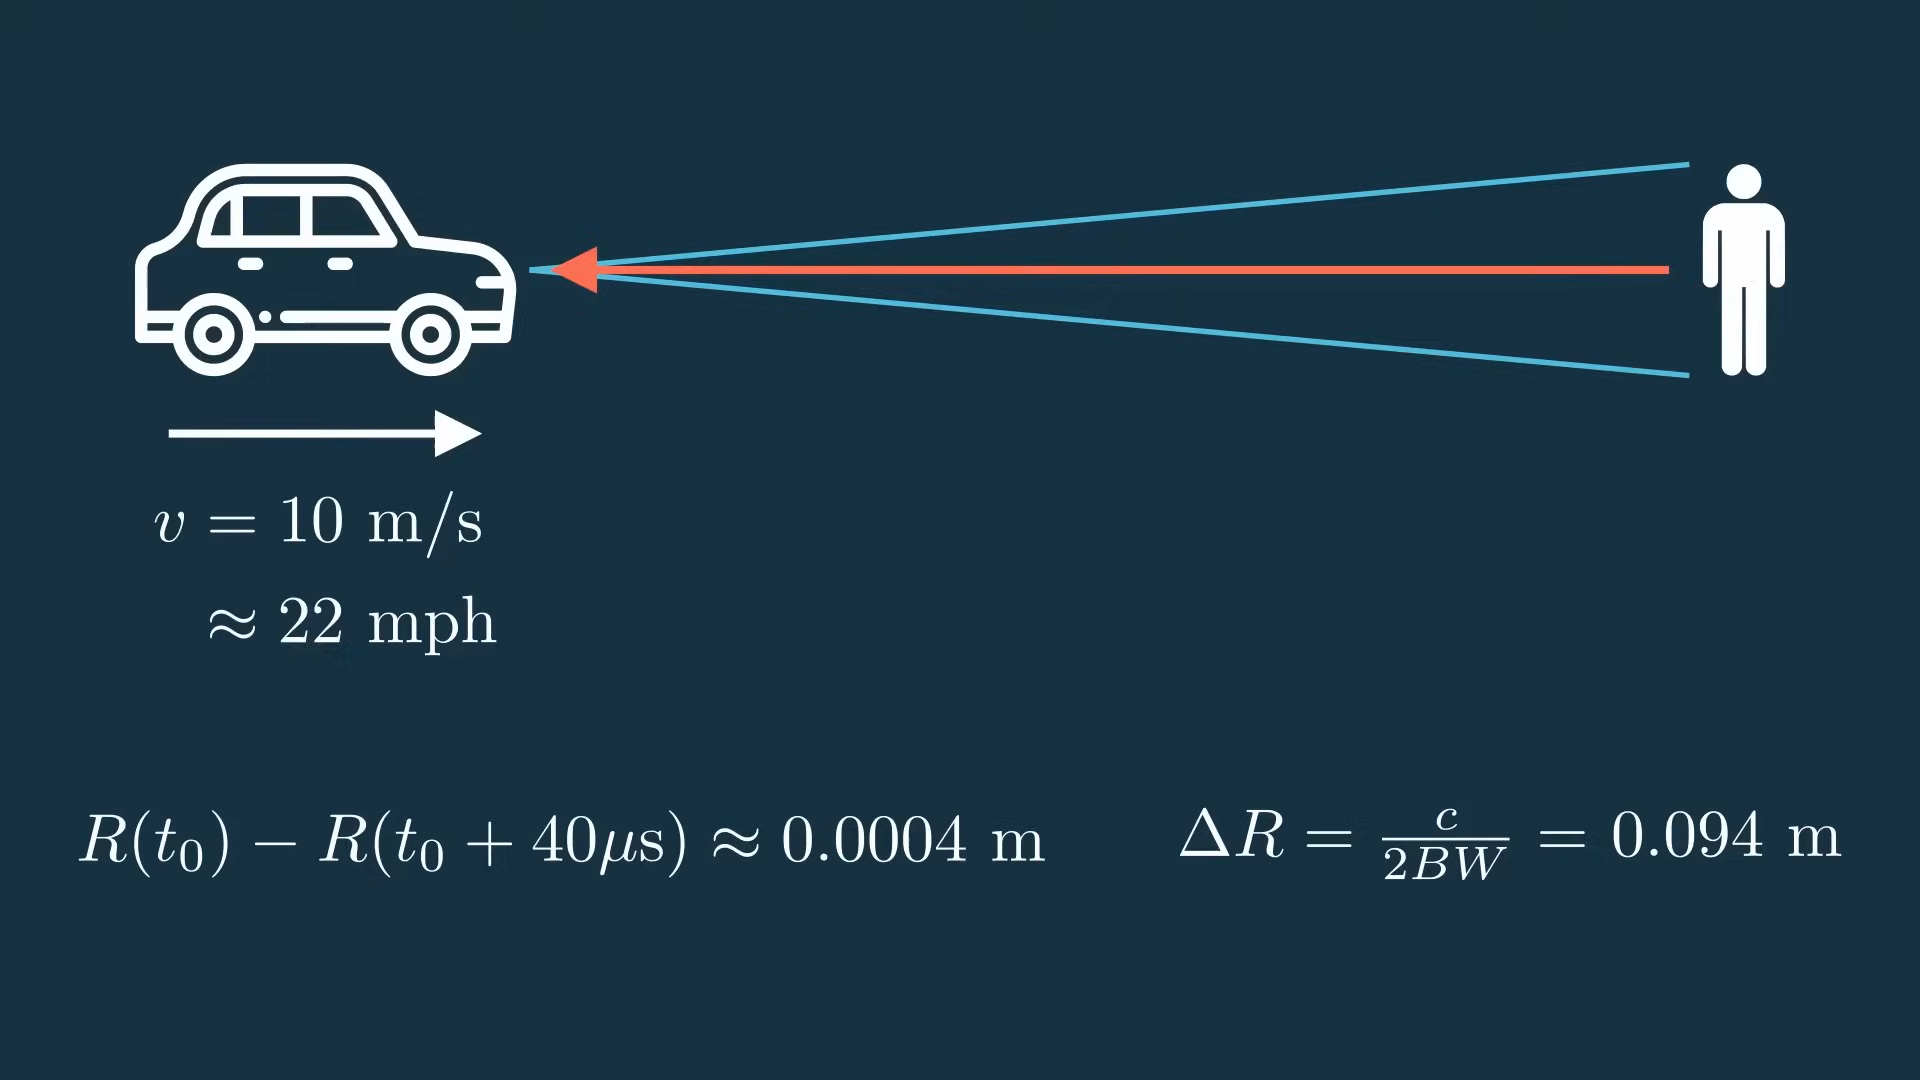 v = 10 m/s
≈ 22 mph
R(t₀) − R(t₀ + 40μs) ≈ 0.0004 m
ΔR = c/2BW = 0.094 m